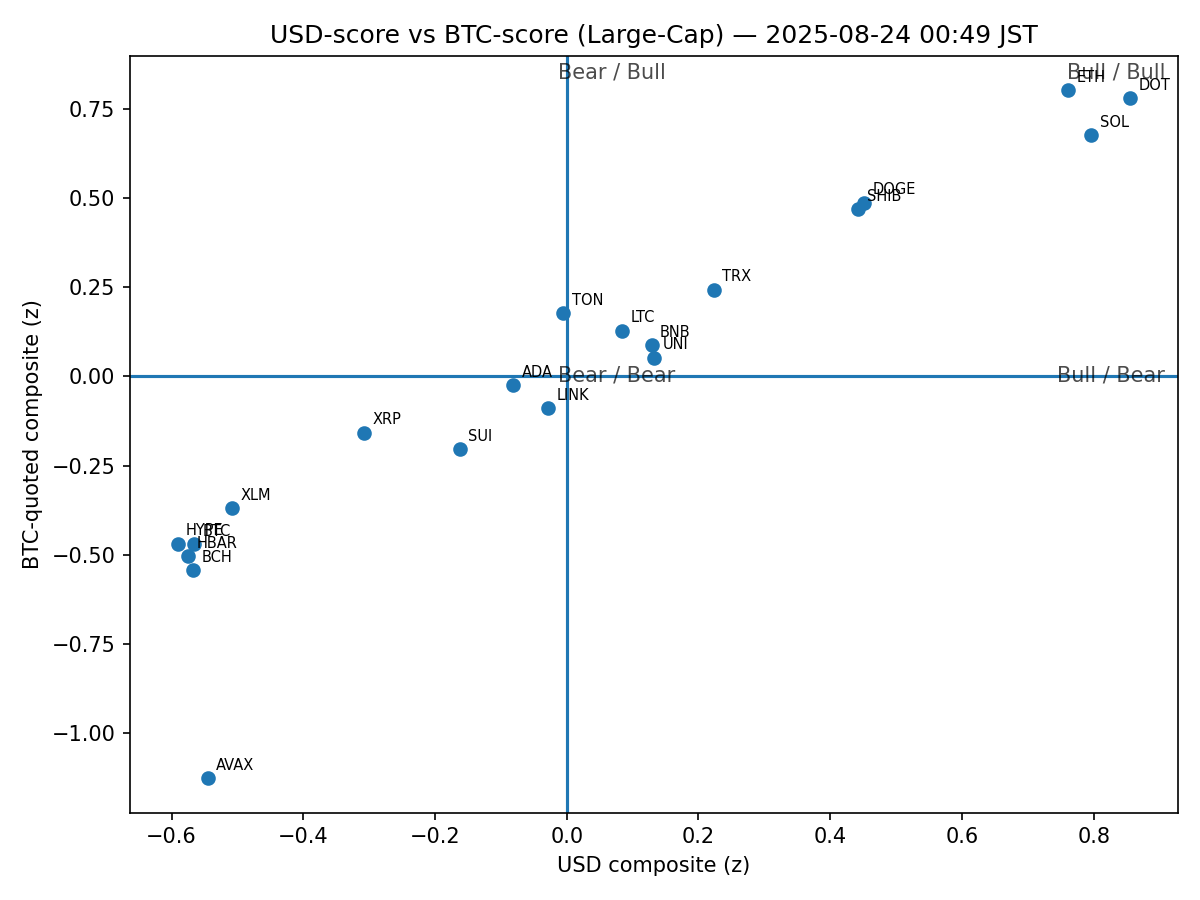 USD-score vs BTC-score (Large-Cap) — 2025-08-24 00:49 JST
Bear / Bull
Bull / Bull
ETH
DOT
SOL
DOGE
SHIB
TRX
TON
LTC
BNB
UNI
ADA
Bear / Bear
Bull / Bear
LINK
XRP
SUI
XLM
HYPE
BTC
HBAR
BCH
AVAX
0.75
0.50
0.25
0.00
−0.25
−0.50
−0.75
−1.00
−0.6
−0.4
−0.2
0.0
0.2
0.4
0.6
0.8
USD composite (z)
BTC-quoted composite (z)